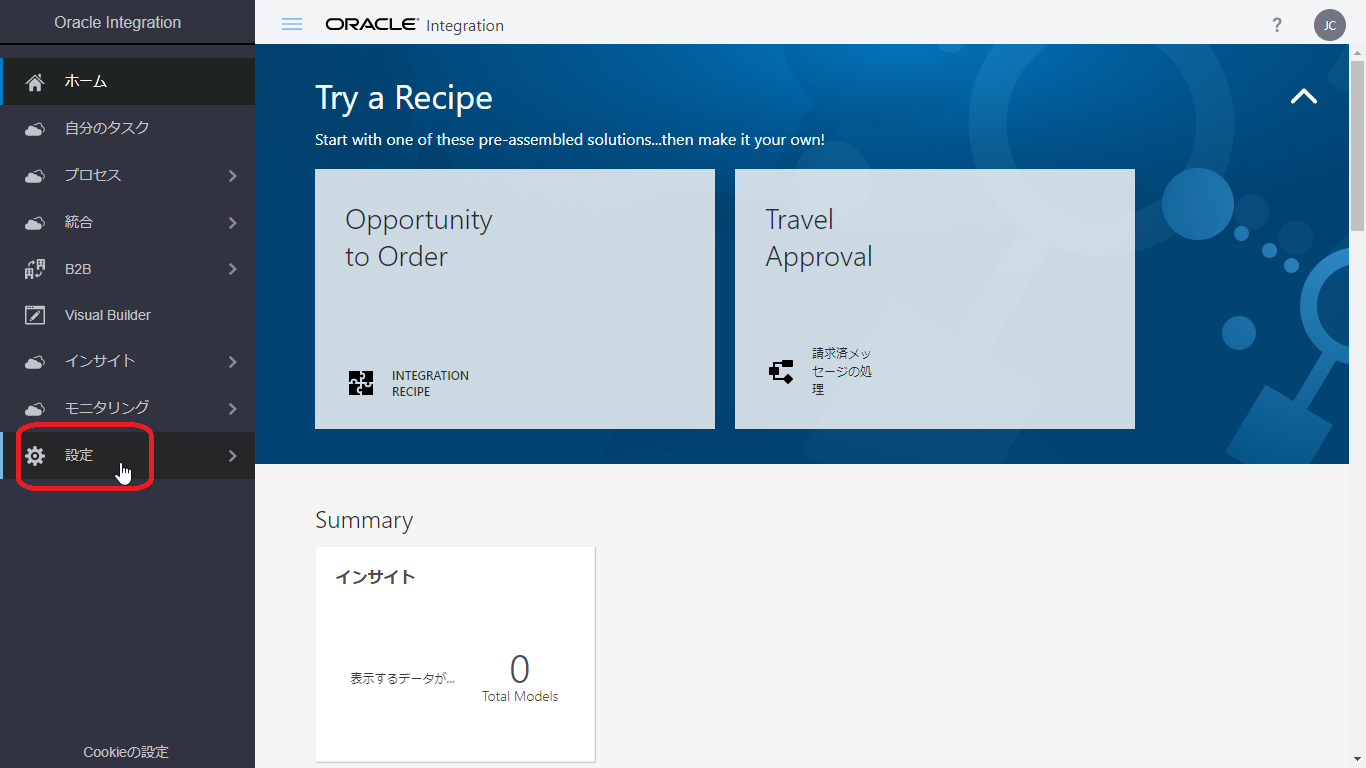 Oracle Integration
ホーム
自分のタスク
プロセス
統合
B2B
Visual Builder
インサイト
モニタリング
設定
Cookieの設定
ORACLE Integration
?
JC
Try a Recipe
Start with one of these pre-assembled solutions...then make it your own!
Opportunity
to Order
INTEGRATION
RECIPE
Travel
Approval
請求済メッ
セージの処
理
Summary
インサイト
表示するデータが...
0
Total Models